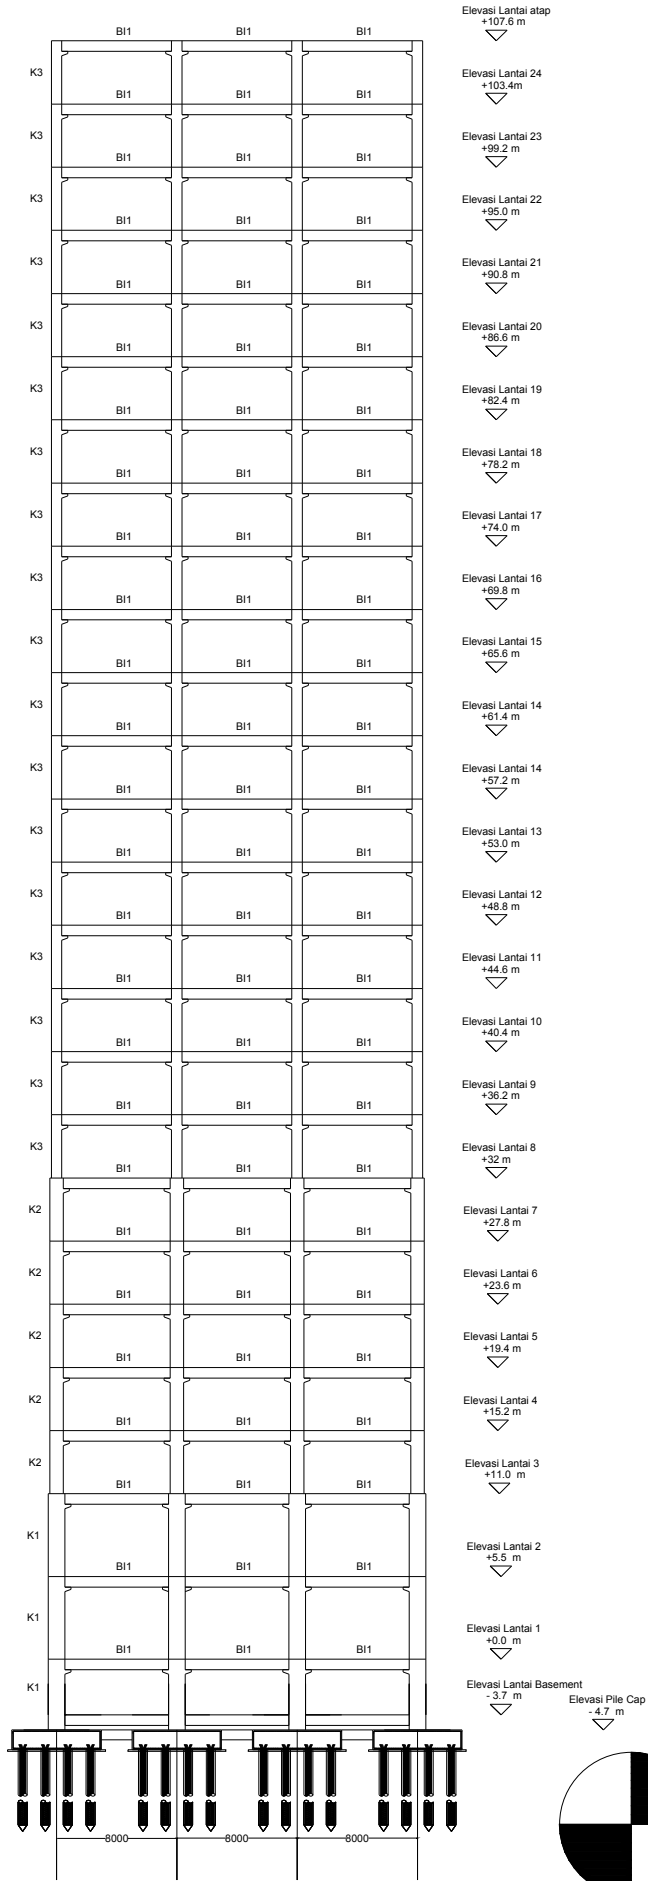 Elevasi Lantai atap
+107.6 m
BI1 BI1 BI1
K3
Elevasi Lantai 24
+103.4m
BI1 BI1 BI1
K3
Elevasi Lantai 23
+99.2 m
BI1 BI1 BI1
K3
Elevasi Lantai 22
+95.0 m
BI1 BI1 BI1
K3
Elevasi Lantai 21
+90.8 m
BI1 BI1 BI1
K3
Elevasi Lantai 20
+86.6 m
BI1 BI1 BI1
K3
Elevasi Lantai 19
+82.4 m
BI1 BI1 BI1
K3
Elevasi Lantai 18
+78.2 m
BI1 BI1 BI1
K3
Elevasi Lantai 17
+74.0 m
BI1 BI1 BI1
K3
Elevasi Lantai 16
+69.8 m
BI1 BI1 BI1
K3
Elevasi Lantai 15
+65.6 m
BI1 BI1 BI1
K3
Elevasi Lantai 14
+61.4 m
BI1 BI1 BI1
K3
Elevasi Lantai 14
+57.2 m
BI1 BI1 BI1
K3
Elevasi Lantai 13
+53.0 m
BI1 BI1 BI1
K3
Elevasi Lantai 12
+48.8 m
BI1 BI1 BI1
K3
Elevasi Lantai 11
+44.6 m
BI1 BI1 BI1
K3
Elevasi Lantai 10
+40.4 m
BI1 BI1 BI1
K3
Elevasi Lantai 9
+36.2 m
BI1 BI1 BI1
K3
Elevasi Lantai 8
+32 m
K2
Elevasi Lantai 7
+27.8 m
BI1 BI1 BI1
K2
Elevasi Lantai 6
+23.6 m
BI1 BI1 BI1
K2
Elevasi Lantai 5
+19.4 m
BI1 BI1 BI1
K2
Elevasi Lantai 4
+15.2 m
BI1 BI1 BI1
K2
Elevasi Lantai 3
+11.0 m
BI1 BI1 BI1
K1
Elevasi Lantai 2
+5.5 m
BI1 BI1 BI1
K1
Elevasi Lantai 1
+0.0 m
BI1 BI1 BI1
K1
Elevasi Lantai Basement
- 3.7 m
Elevasi Pile Cap
- 4.7 m
8000 8000 8000